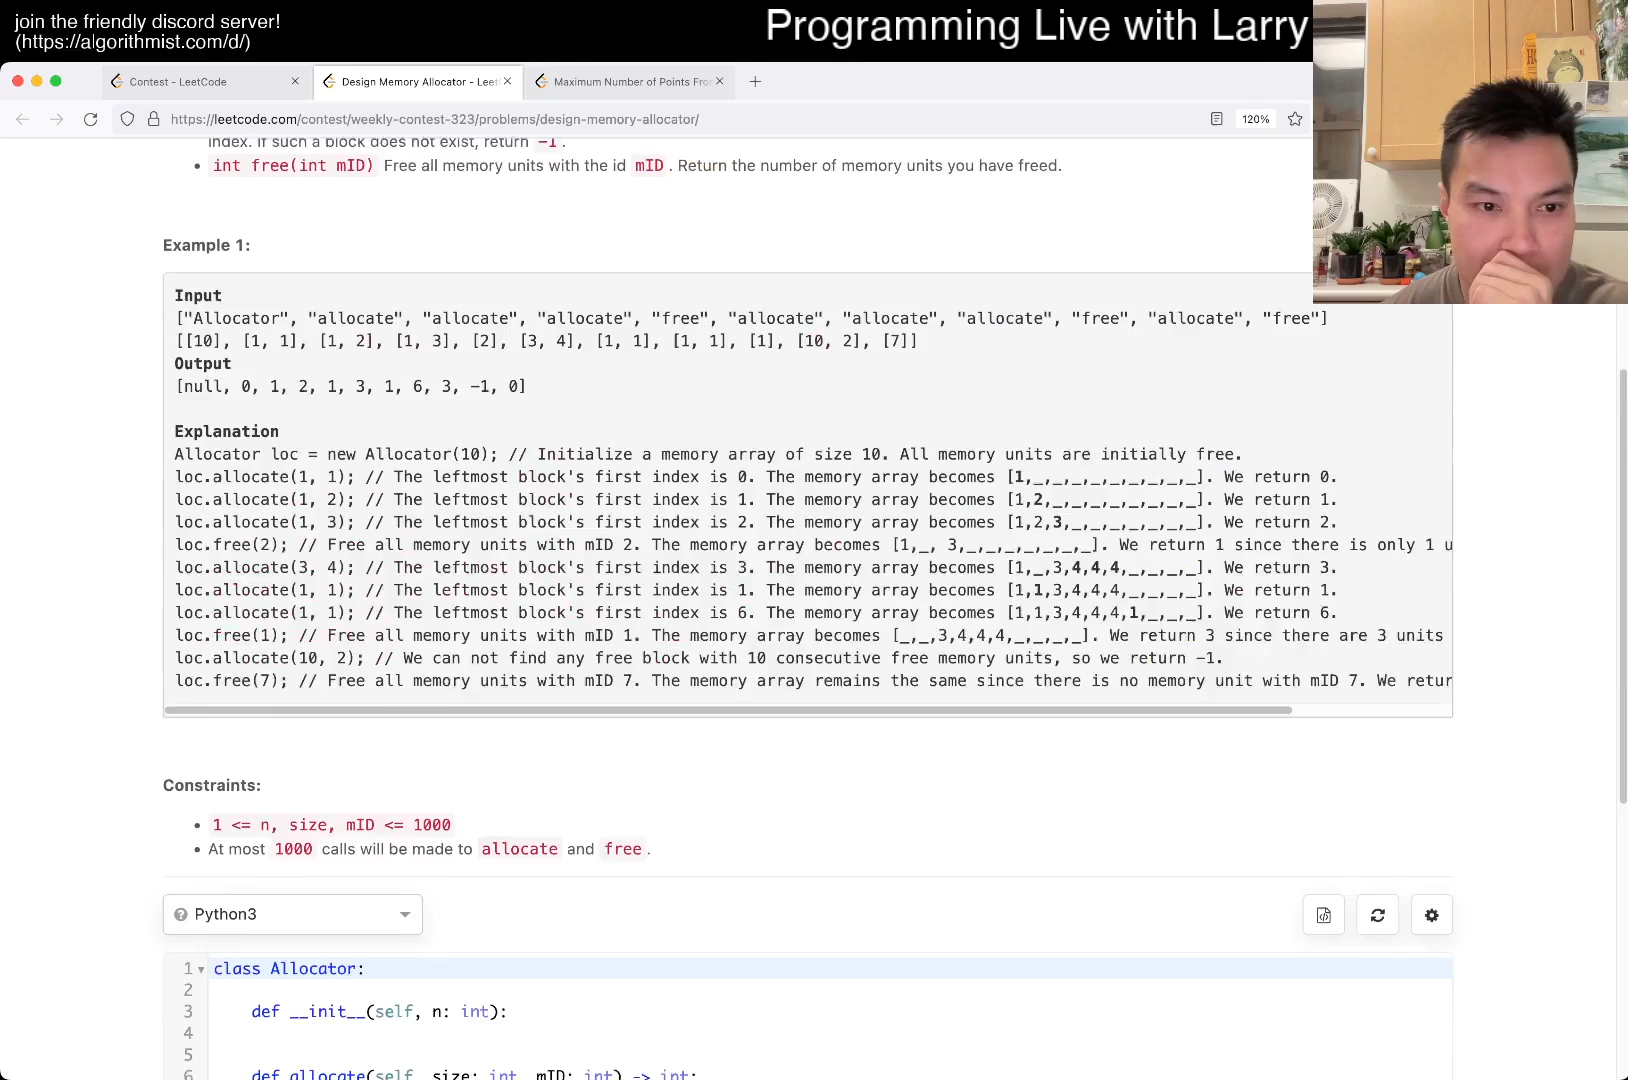 join the friendly discord server!
(https://algorithmist.com/d/)
Programming Live with Larry
Contest - LeetCode
Design Memory Allocator - Leet
Maximum Number of Points Fro
https://leetcode.com/contest/weekly-contest-323/problems/design-memory-allocator/
120%
index. If such a block does not exist, return -1.
int free(int mID) Free all memory units with the id mID. Return the number of memory units you have freed.
Example 1:
Input
["Allocator", "allocate", "allocate", "allocate", "free", "allocate", "allocate", "allocate", "free", "allocate", "free"]
[[10], [1, 1], [1, 2], [1, 3], [2], [3, 4], [1, 1], [1, 1], [1], [10, 2], [7]]
Output
[null, 0, 1, 2, 1, 3, 1, 6, 3, -1, 0]
Explanation
Allocator loc = new Allocator(10); // Initialize a memory array of size 10. All memory units are initially free.
loc.allocate(1, 1); // The leftmost block's first index is 0. The memory array becomes [1,_,_,_,_,_,_,_,_,_]. We return 0.
loc.allocate(1, 2); // The leftmost block's first index is 1. The memory array becomes [1,2,_,_,_,_,_,_,_,_]. We return 1.
loc.allocate(1, 3); // The leftmost block's first index is 2. The memory array becomes [1,2,3,_,_,_,_,_,_,_]. We return 2.
loc.free(2); // Free all memory units with mID 2. The memory array becomes [1,_, 3,_,_,_,_,_,_,_]. We return 1 since there is only 1 u
loc.allocate(3, 4); // The leftmost block's first index is 3. The memory array becomes [1,_,3,4,4,4,_,_,_,_]. We return 3.
loc.allocate(1, 1); // The leftmost block's first index is 1. The memory array becomes [1,1,3,4,4,4,_,_,_,_]. We return 1.
loc.allocate(1, 1); // The leftmost block's first index is 6. The memory array becomes [1,1,3,4,4,4,1,_,_,_]. We return 6.
loc.free(1); // Free all memory units with mID 1. The memory array becomes [_,_,3,4,4,4,_,_,_,_]. We return 3 since there are 3 units
loc.allocate(10, 2); // We can not find any free block with 10 consecutive free memory units, so we return -1.
loc.free(7); // Free all memory units with mID 7. The memory array remains the same since there is no memory unit with mID 7. We retur
Constraints:
1 <= n, size, mID <= 1000
At most 1000 calls will be made to allocate and free.
Python3
1 class Allocator:
2
3 def __init__(self, n: int):
4
5
6 def allocate(self, size: int, mID: int) -> int: